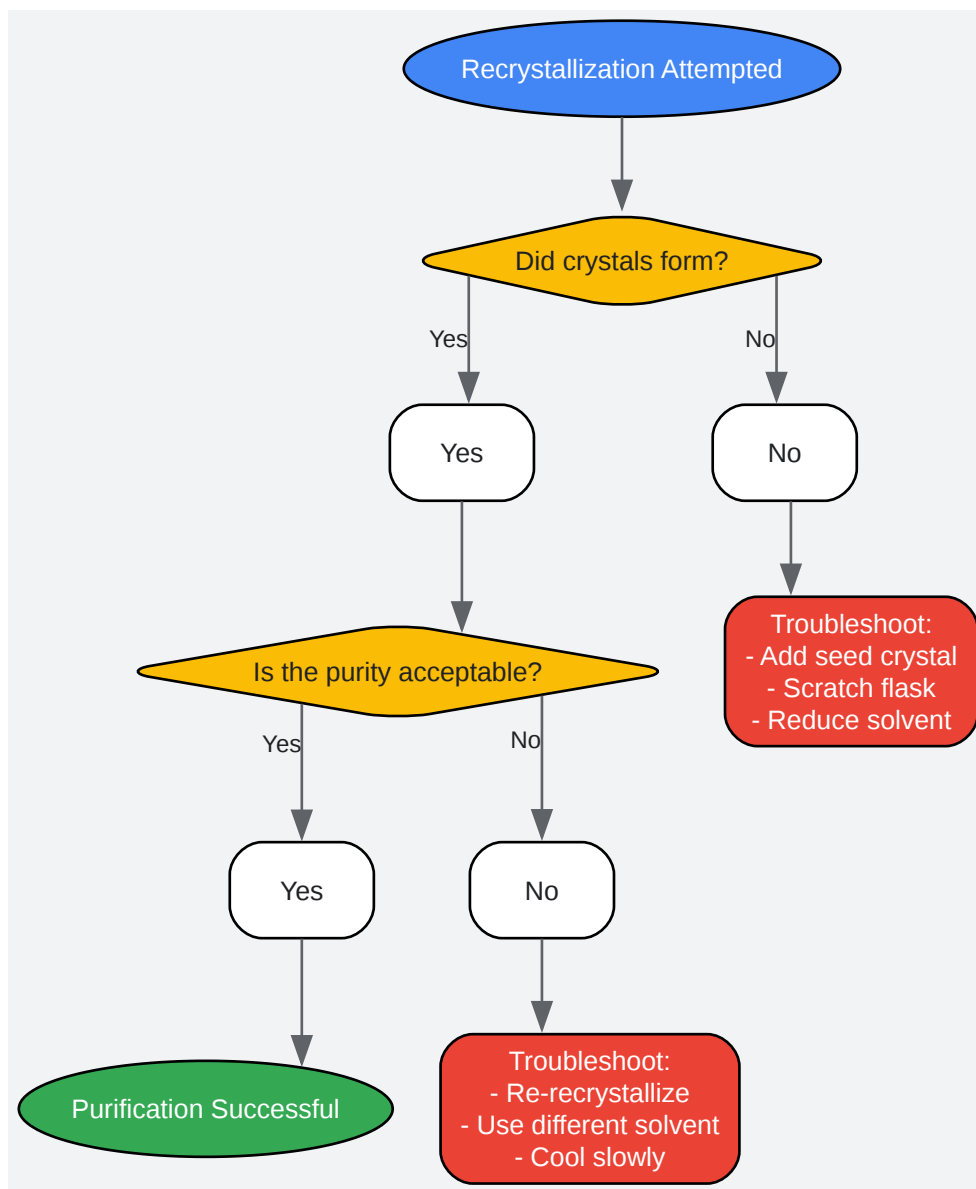 Recrystallization Attempted
Did crystals form?
Yes
No
Yes
No
Troubleshoot:
- Add seed crystal
- Scratch flask
- Reduce solvent
Is the purity acceptable?
Yes
No
Yes
No
Purification Successful
Troubleshoot:
- Re-recrystallize
- Use different solvent
- Cool slowly